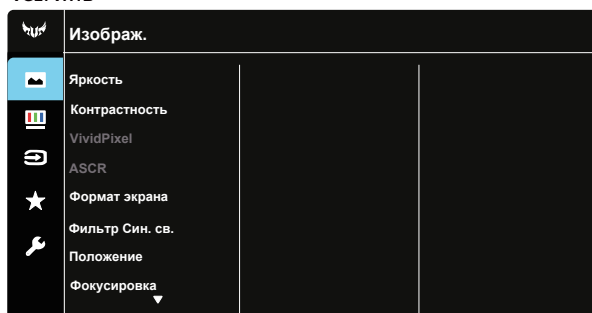 Изображ.
Яркость
Контрастность
VividPixel
ASCR
Формат экрана
Фильтр Син. св.
Положение
Фокусировка